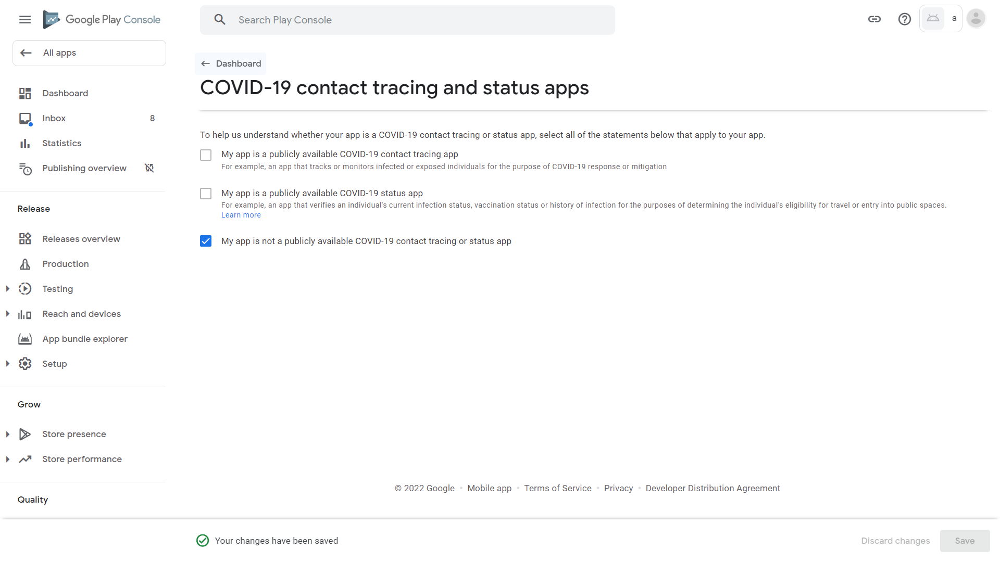 Google Play Console
Search Play Console
a
All apps
Dashboard
Inbox 8
Statistics
Publishing overview
Release
Releases overview
Production
Testing
Reach and devices
App bundle explorer
Setup
Grow
Store presence
Store performance
Quality
Dashboard
COVID-19 contact tracing and status apps
To help us understand whether your app is a COVID-19 contact tracing or status app, select all of the statements below that apply to your app.
My app is a publicly available COVID-19 contact tracing app
For example, an app that tracks or monitors infected or exposed individuals for the purpose of COVID-19 response or mitigation
My app is a publicly available COVID-19 status app
For example, an app that verifies an individual's current infection status, vaccination status or history of infection for the purposes of determining the individual's eligibility for travel or entry into public spaces.
Learn more
My app is not a publicly available COVID-19 contact tracing or status app
© 2022 Google • Mobile app • Terms of Service • Privacy • Developer Distribution Agreement
Your changes have been saved
Discard changes
Save